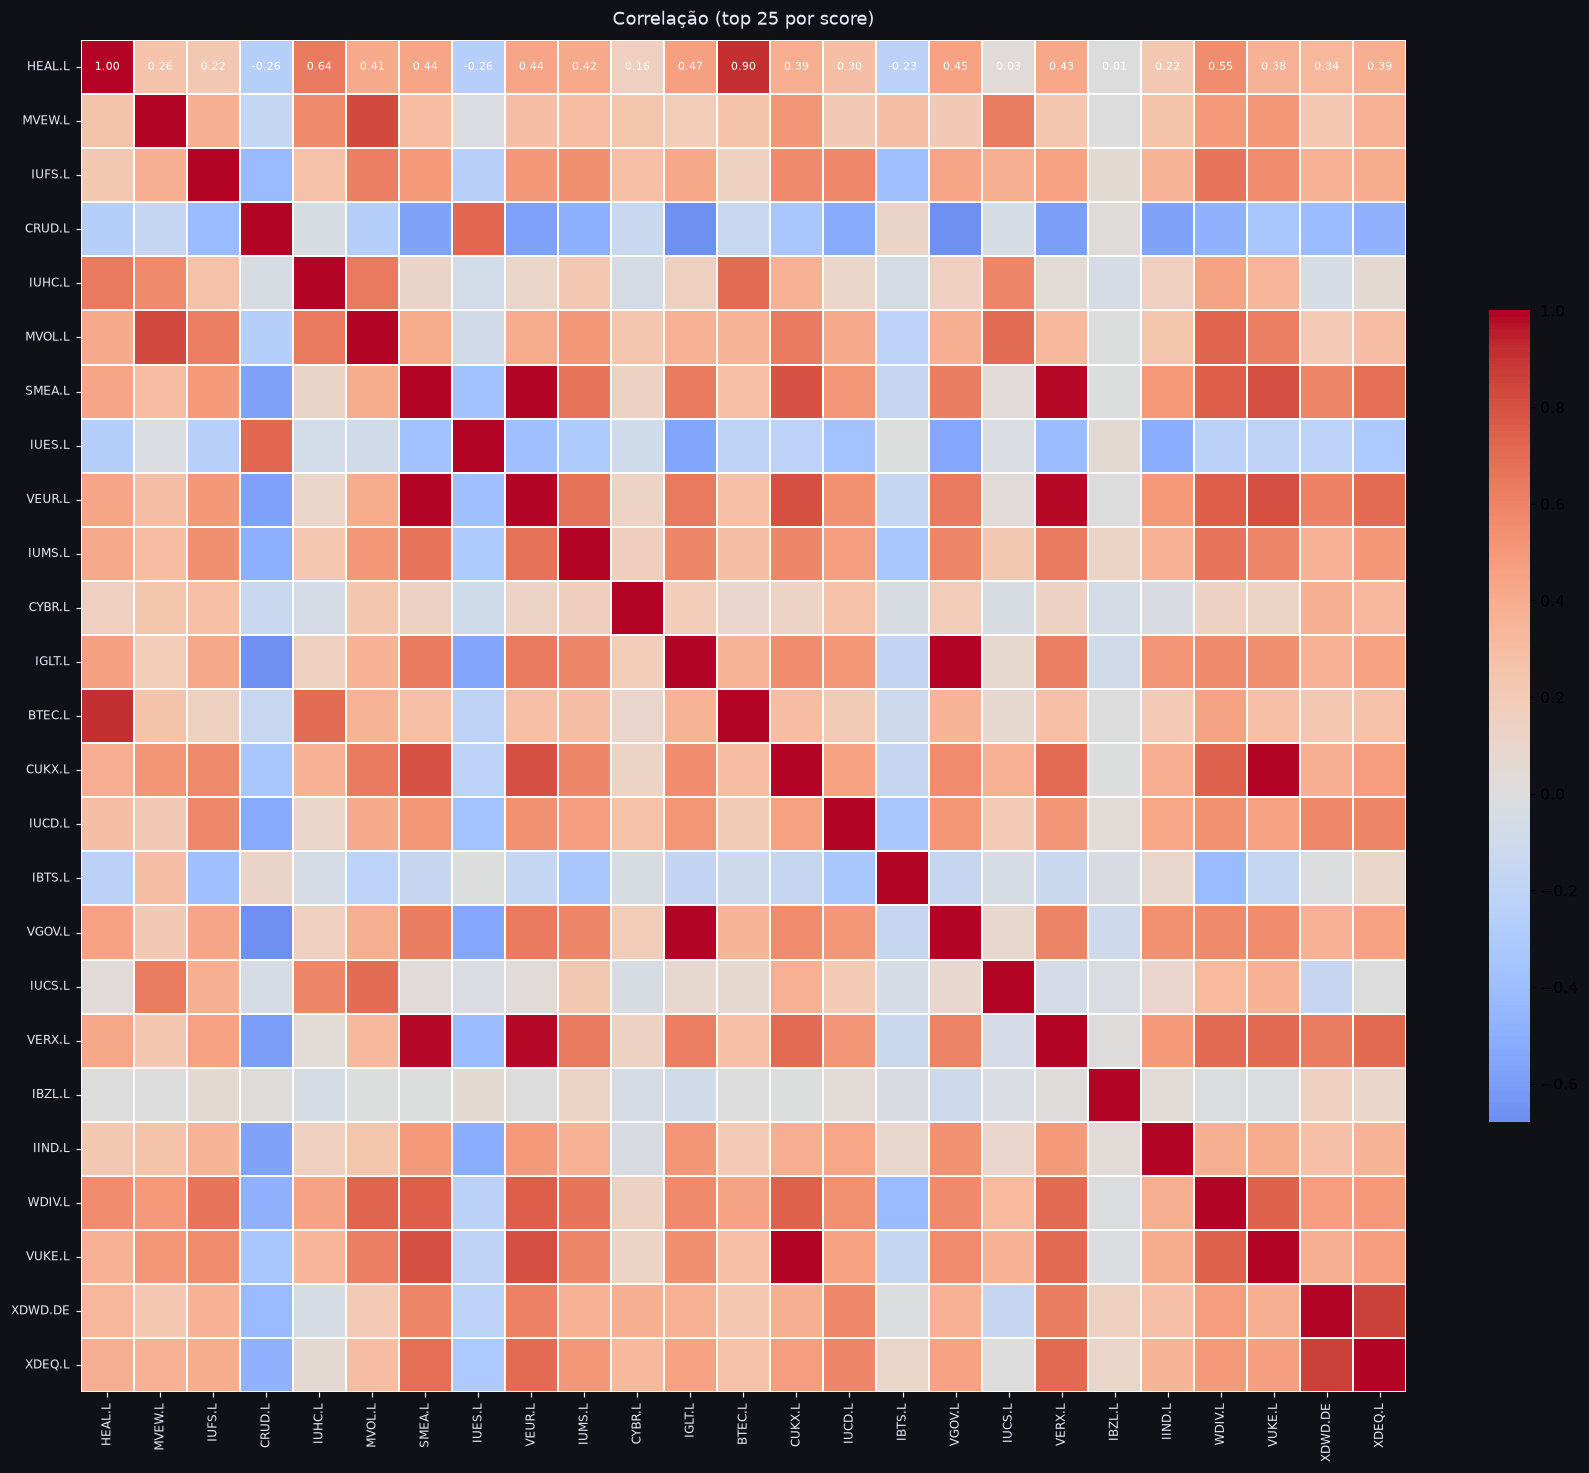 Correlação (top 25 por score)
HEAL.L 1.00 0.26 0.22 -0.26 0.64 0.41 0.44 -0.26 0.44 0.42 0.16 0.47 0.90 0.39 0.30 -0.23 0.45 0.03 0.43 0.01 0.22 0.55 0.38 0.34 0.39
MVEW.L
IUFS.L
CRUD.L
IUHC.L
MVOL.L
SMEA.L
IUES.L
VEUR.L
IUMS.L
CYBR.L
IGLT.L
BTEC.L
CUKX.L
IUCD.L
IBTS.L
VGOV.L
IUCS.L
VERX.L
IBZL.L
IIND.L
WDIV.L
VUKE.L
XDWD.DE
XDEQ.L
HEAL.L MVEW.L IUFS.L CRUD.L IUHC.L MVOL.L SMEA.L IUES.L VEUR.L IUMS.L CYBR.L IGLT.L BTEC.L CUKX.L IUCD.L IBTS.L VGOV.L IUCS.L VERX.L IBZL.L IIND.L WDIV.L VUKE.L XDWD.DE XDEQ.L
1.0
0.8
0.6
0.4
0.2
0.0
−0.2
−0.4
−0.6